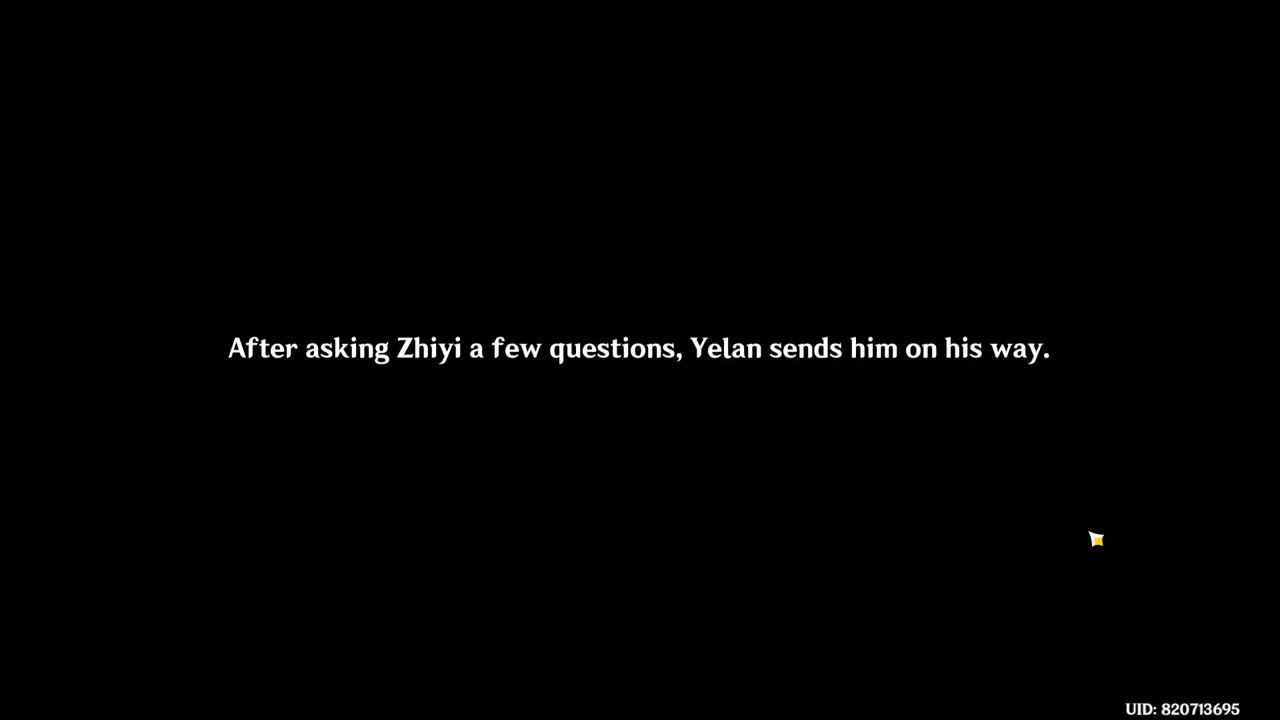 After asking Zhiyi a few questions, Yelan sends him on his way.
UID: 820713695